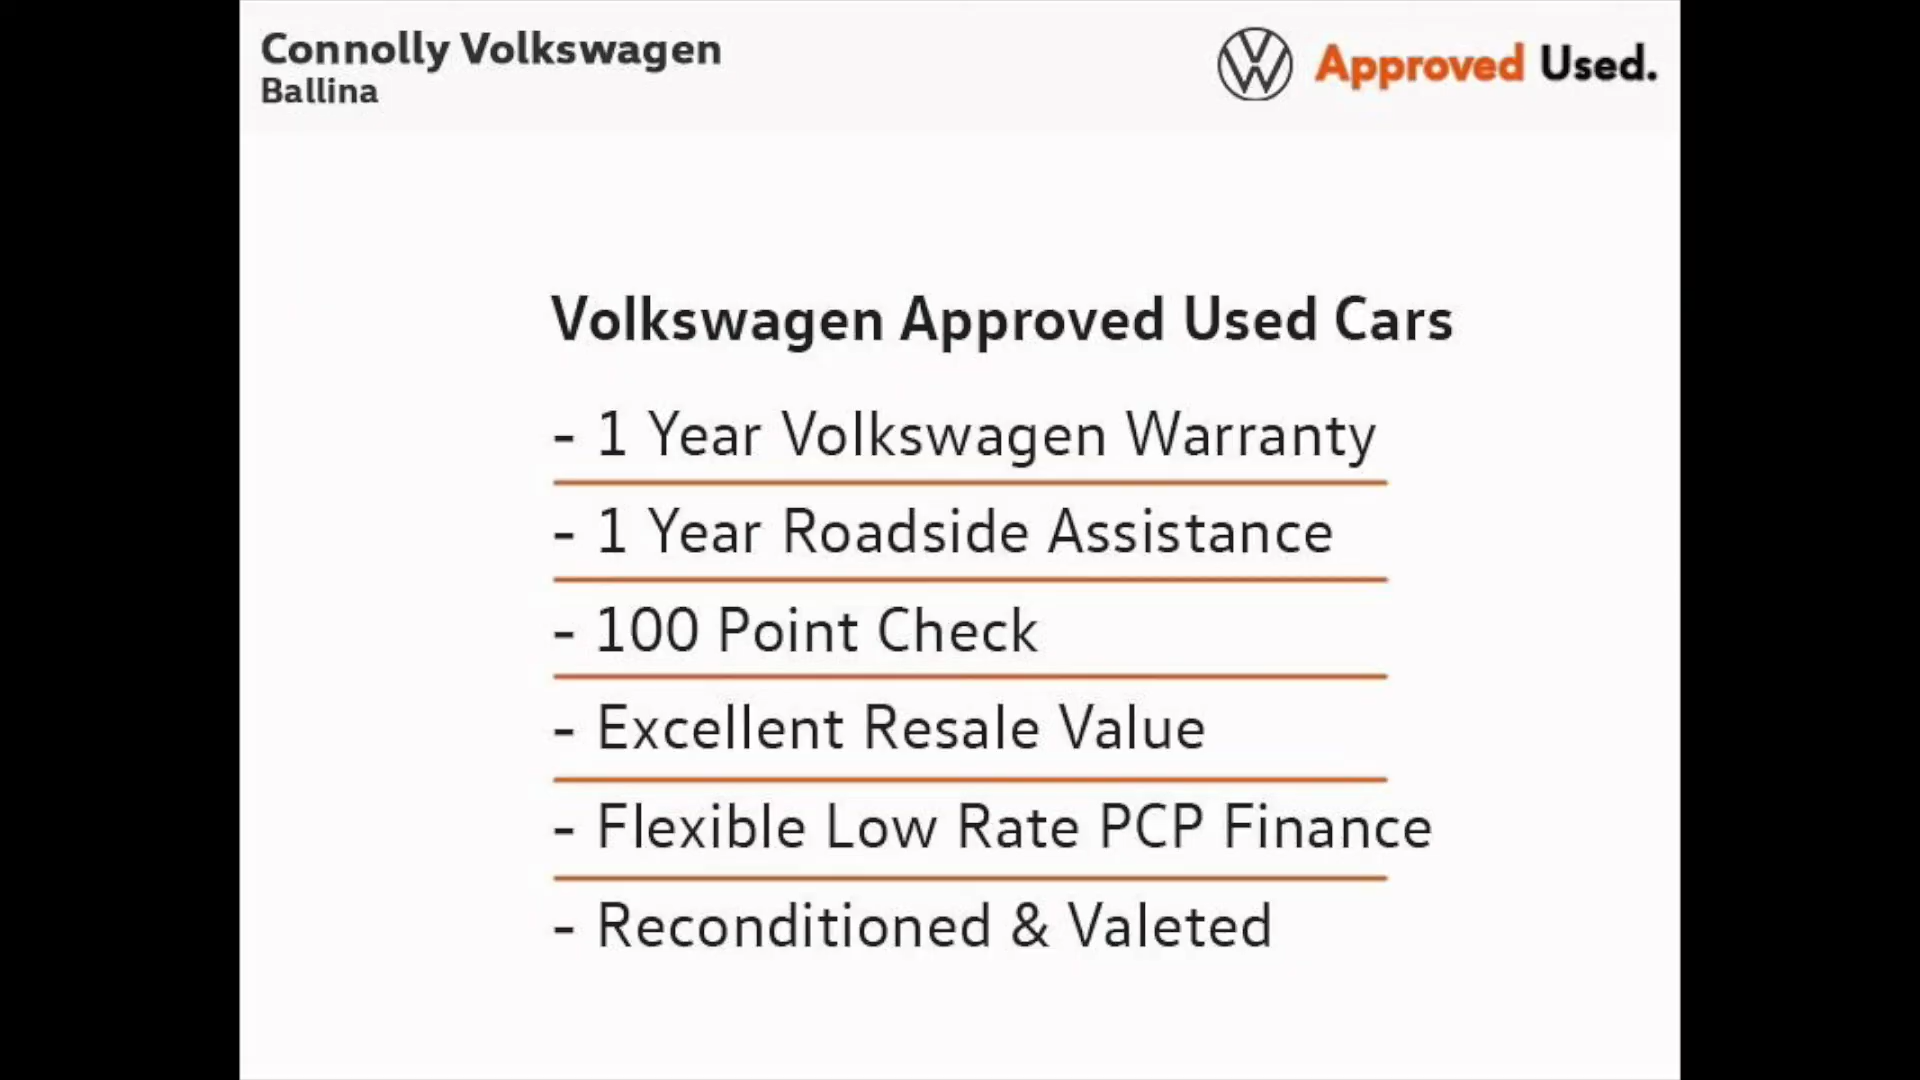 Connolly Volkswagen
Ballina
Approved Used.
Volkswagen Approved Used Cars
- 1 Year Volkswagen Warranty
- 1 Year Roadside Assistance
- 100 Point Check
- Excellent Resale Value
- Flexible Low Rate PCP Finance
- Reconditioned & Valeted